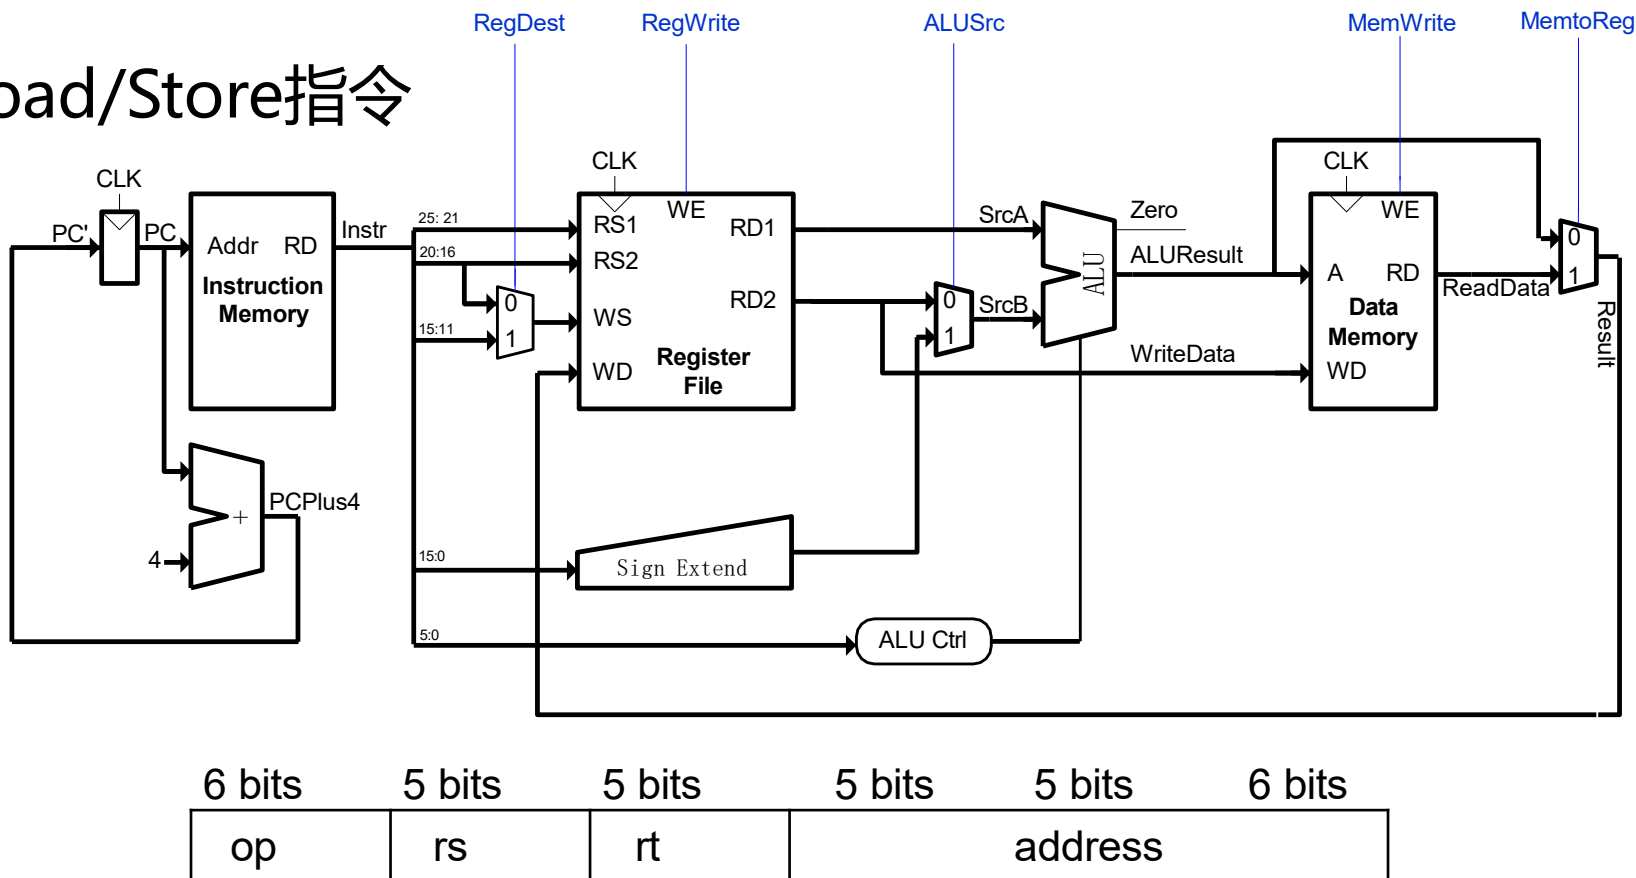 RegDest RegWrite ALUSrc MemWrite MemtoReg
oad/Store指令
CLK CLK CLK
PC' PC Addr RD Instr
Instruction
Memory
25: 21
20:16
15:11
0
1
RS1 WE RD1
RS2
WS RD2
WD
Register
File
SrcA
0
1
SrcB
ALU
Zero
ALUResult
WriteData
WE
A RD
Data
Memory
WD
ReadData
0
1
Result
PCPlus4
+
4
15:0
Sign Extend
5:0
ALU Ctrl
6 bits 5 bits 5 bits 5 bits 5 bits 6 bits
op rs rt address